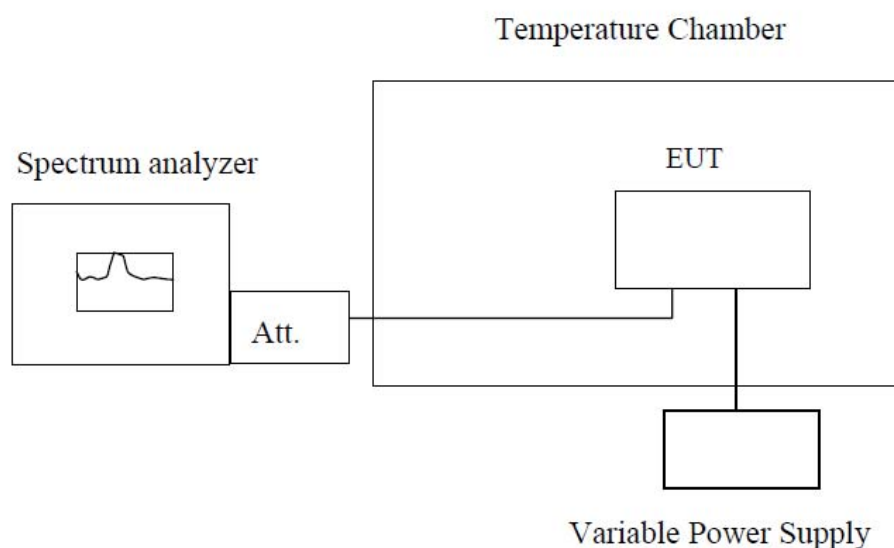 Temperature Chamber
Spectrum analyzer
EUT
Att.
Variable Power Supply